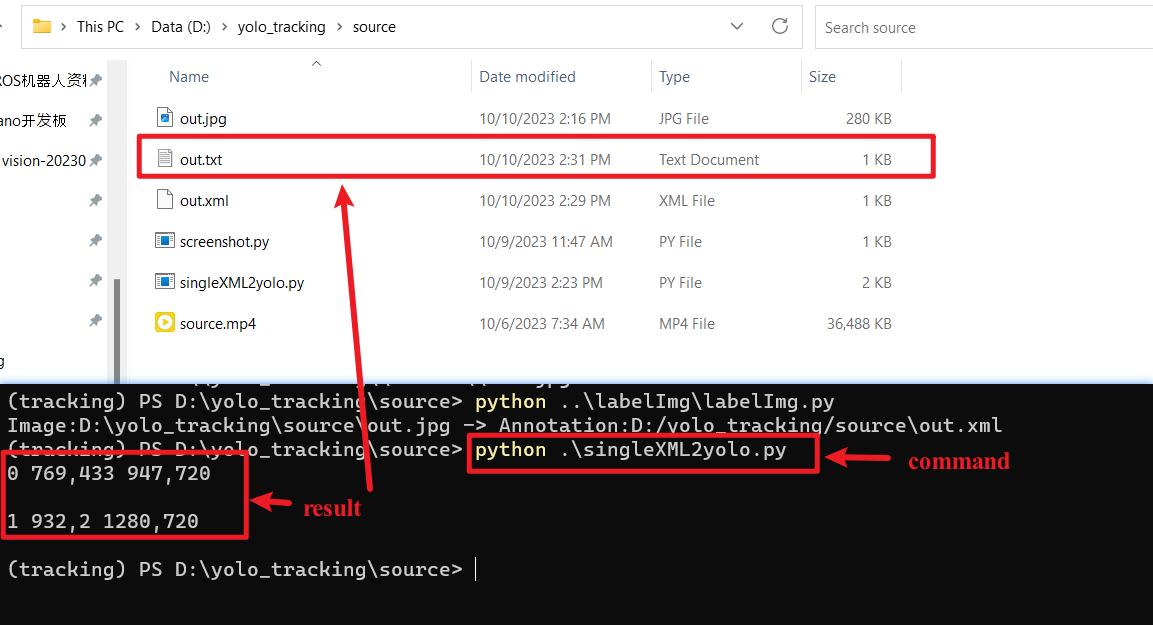 This PC > Data (D:) > yolo_tracking > source
Search source
Name Date modified Type Size
ROS机器人资料
ano开发板
vision-20230
g
out.jpg 10/10/2023 2:16 PM JPG File 280 KB
out.txt 10/10/2023 2:31 PM Text Document 1 KB
out.xml 10/10/2023 2:29 PM XML File 1 KB
screenshot.py 10/9/2023 11:47 AM PY File 1 KB
singleXML2yolo.py 10/9/2023 2:23 PM PY File 2 KB
source.mp4 10/6/2023 7:34 AM MP4 File 36,488 KB
(tracking) PS D:\yolo_tracking\source> python ..\labelImg\labelImg.py
Image:D:\yolo_tracking\source\out.jpg -> Annotation:D:/yolo_tracking/source\out.xml
(tracking) PS D:\yolo_tracking\source> python .\singleXML2yolo.py
command
0 769,433 947,720
result
1 932,2 1280,720
(tracking) PS D:\yolo_tracking\source>